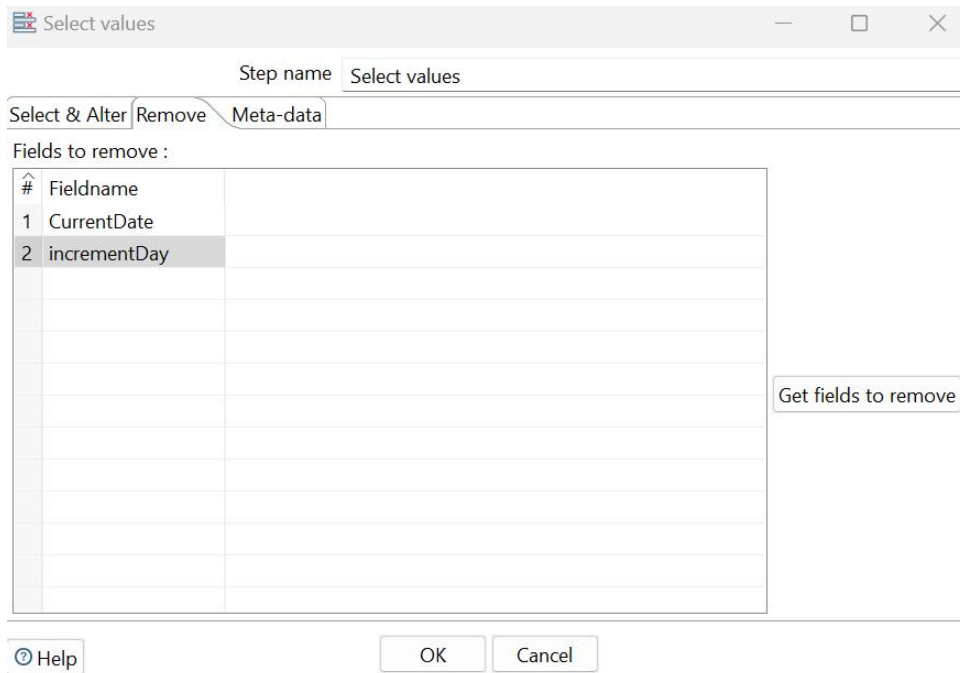 Select values
Step name Select values
Select & Alter Remove Meta-data
Fields to remove :
# Fieldname
1 CurrentDate
2 incrementDay
Get fields to remove
Help OK Cancel